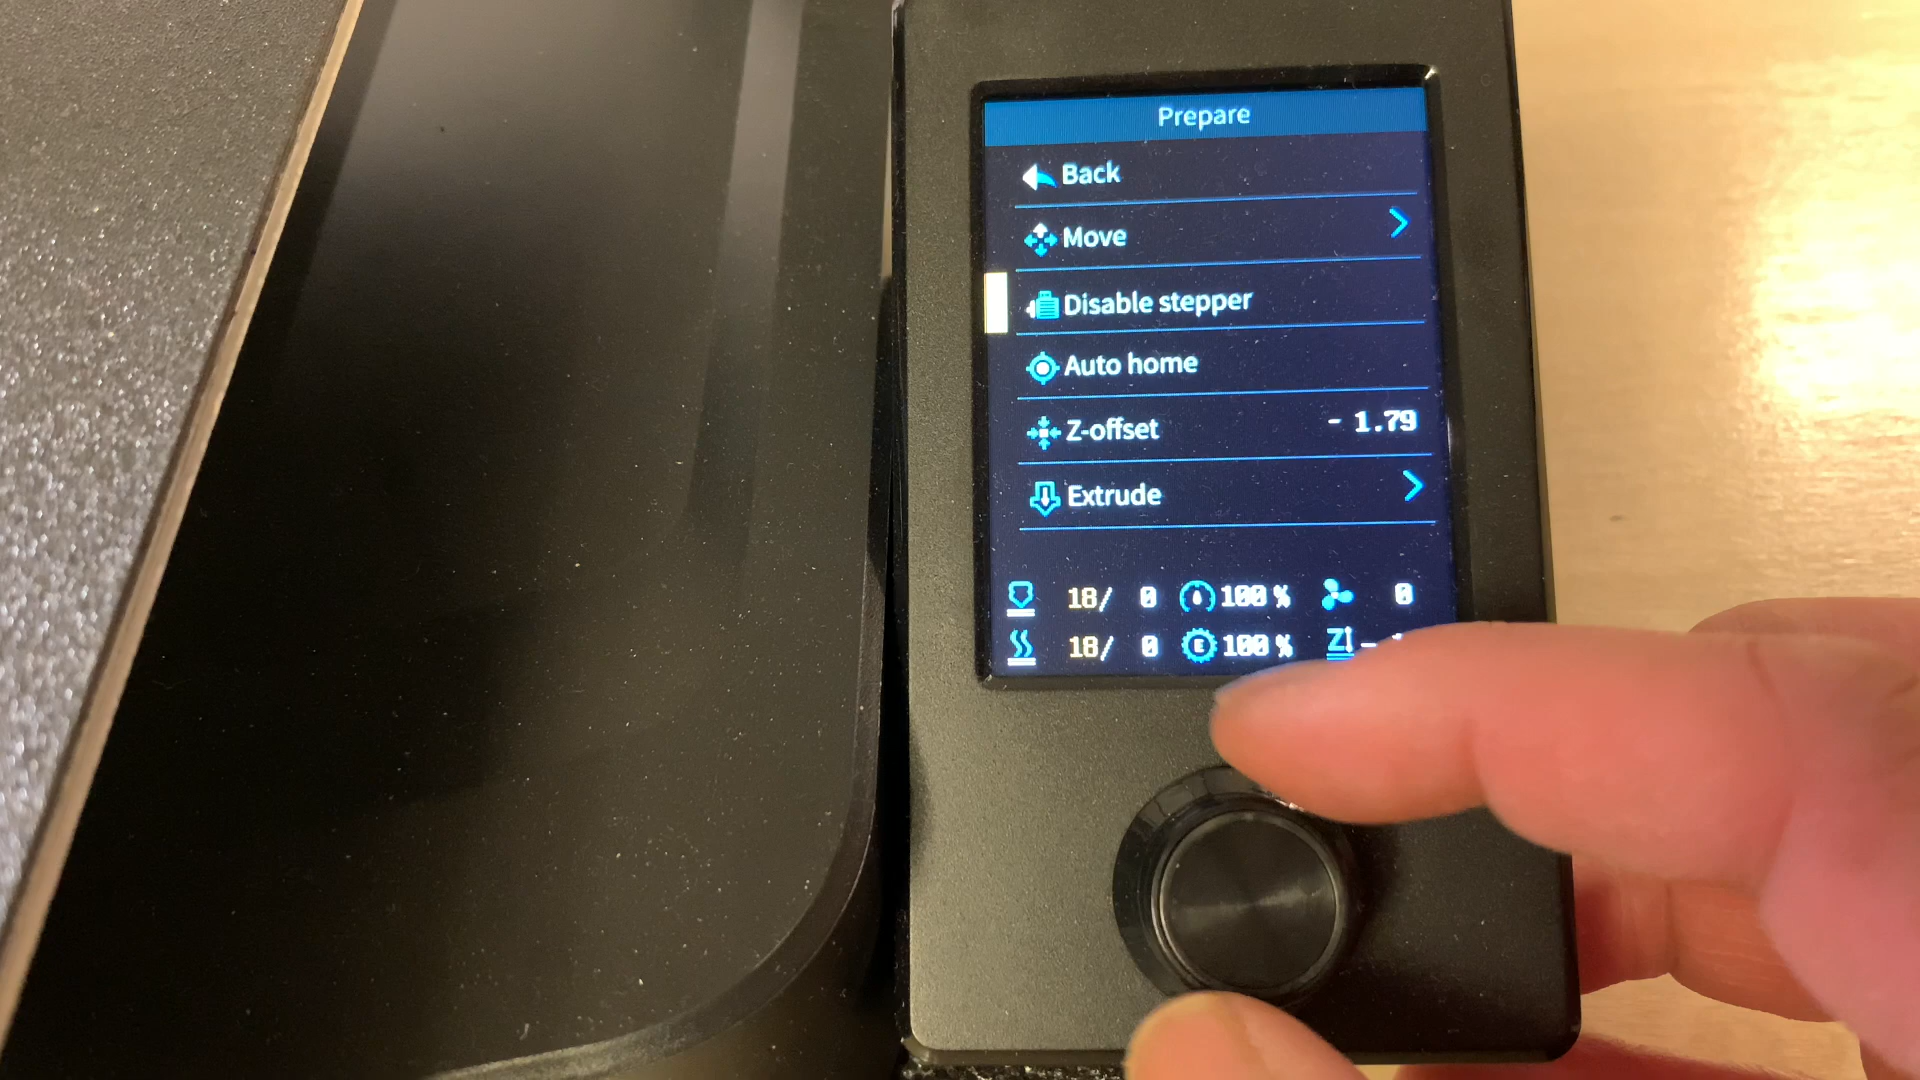 Prepare
Back
Move
Disable stepper
Auto home
Z-offset - 1.79
Extrude
18/ 0 100 % 0
18/ 0 E 100 % Z -